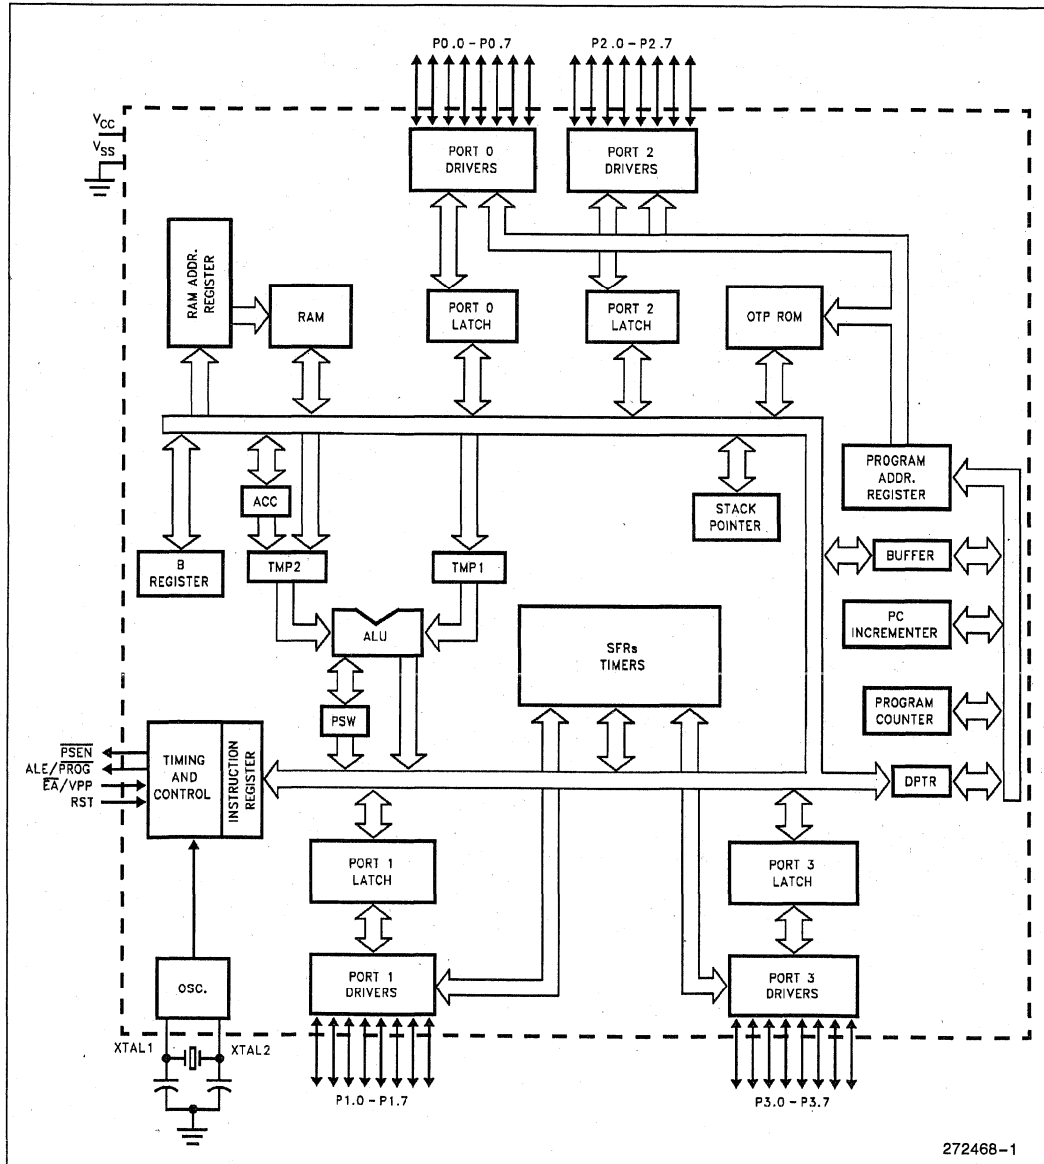 P0.0-P0.7
P2.0-P2.7
VCC
VSS
PORT 0
DRIVERS
PORT 2
DRIVERS
RAM ADDR.
REGISTER
RAM
PORT 0
LATCH
PORT 2
LATCH
OTP ROM
PROGRAM
ADDR.
REGISTER
ACC
STACK
POINTER
B
REGISTER
TMP2
TMP1
BUFFER
ALU
SFRs
TIMERS
PC
INCREMENTER
PSW
PROGRAM
COUNTER
PSEN
ALE/PROG
EA/VPP
RST
TIMING
AND
CONTROL
INSTRUCTION
REGISTER
DPTR
PORT 1
LATCH
PORT 3
LATCH
OSC.
PORT 1
DRIVERS
PORT 3
DRIVERS
XTAL1
XTAL2
P1.0-P1.7
P3.0-P3.7
272468-1